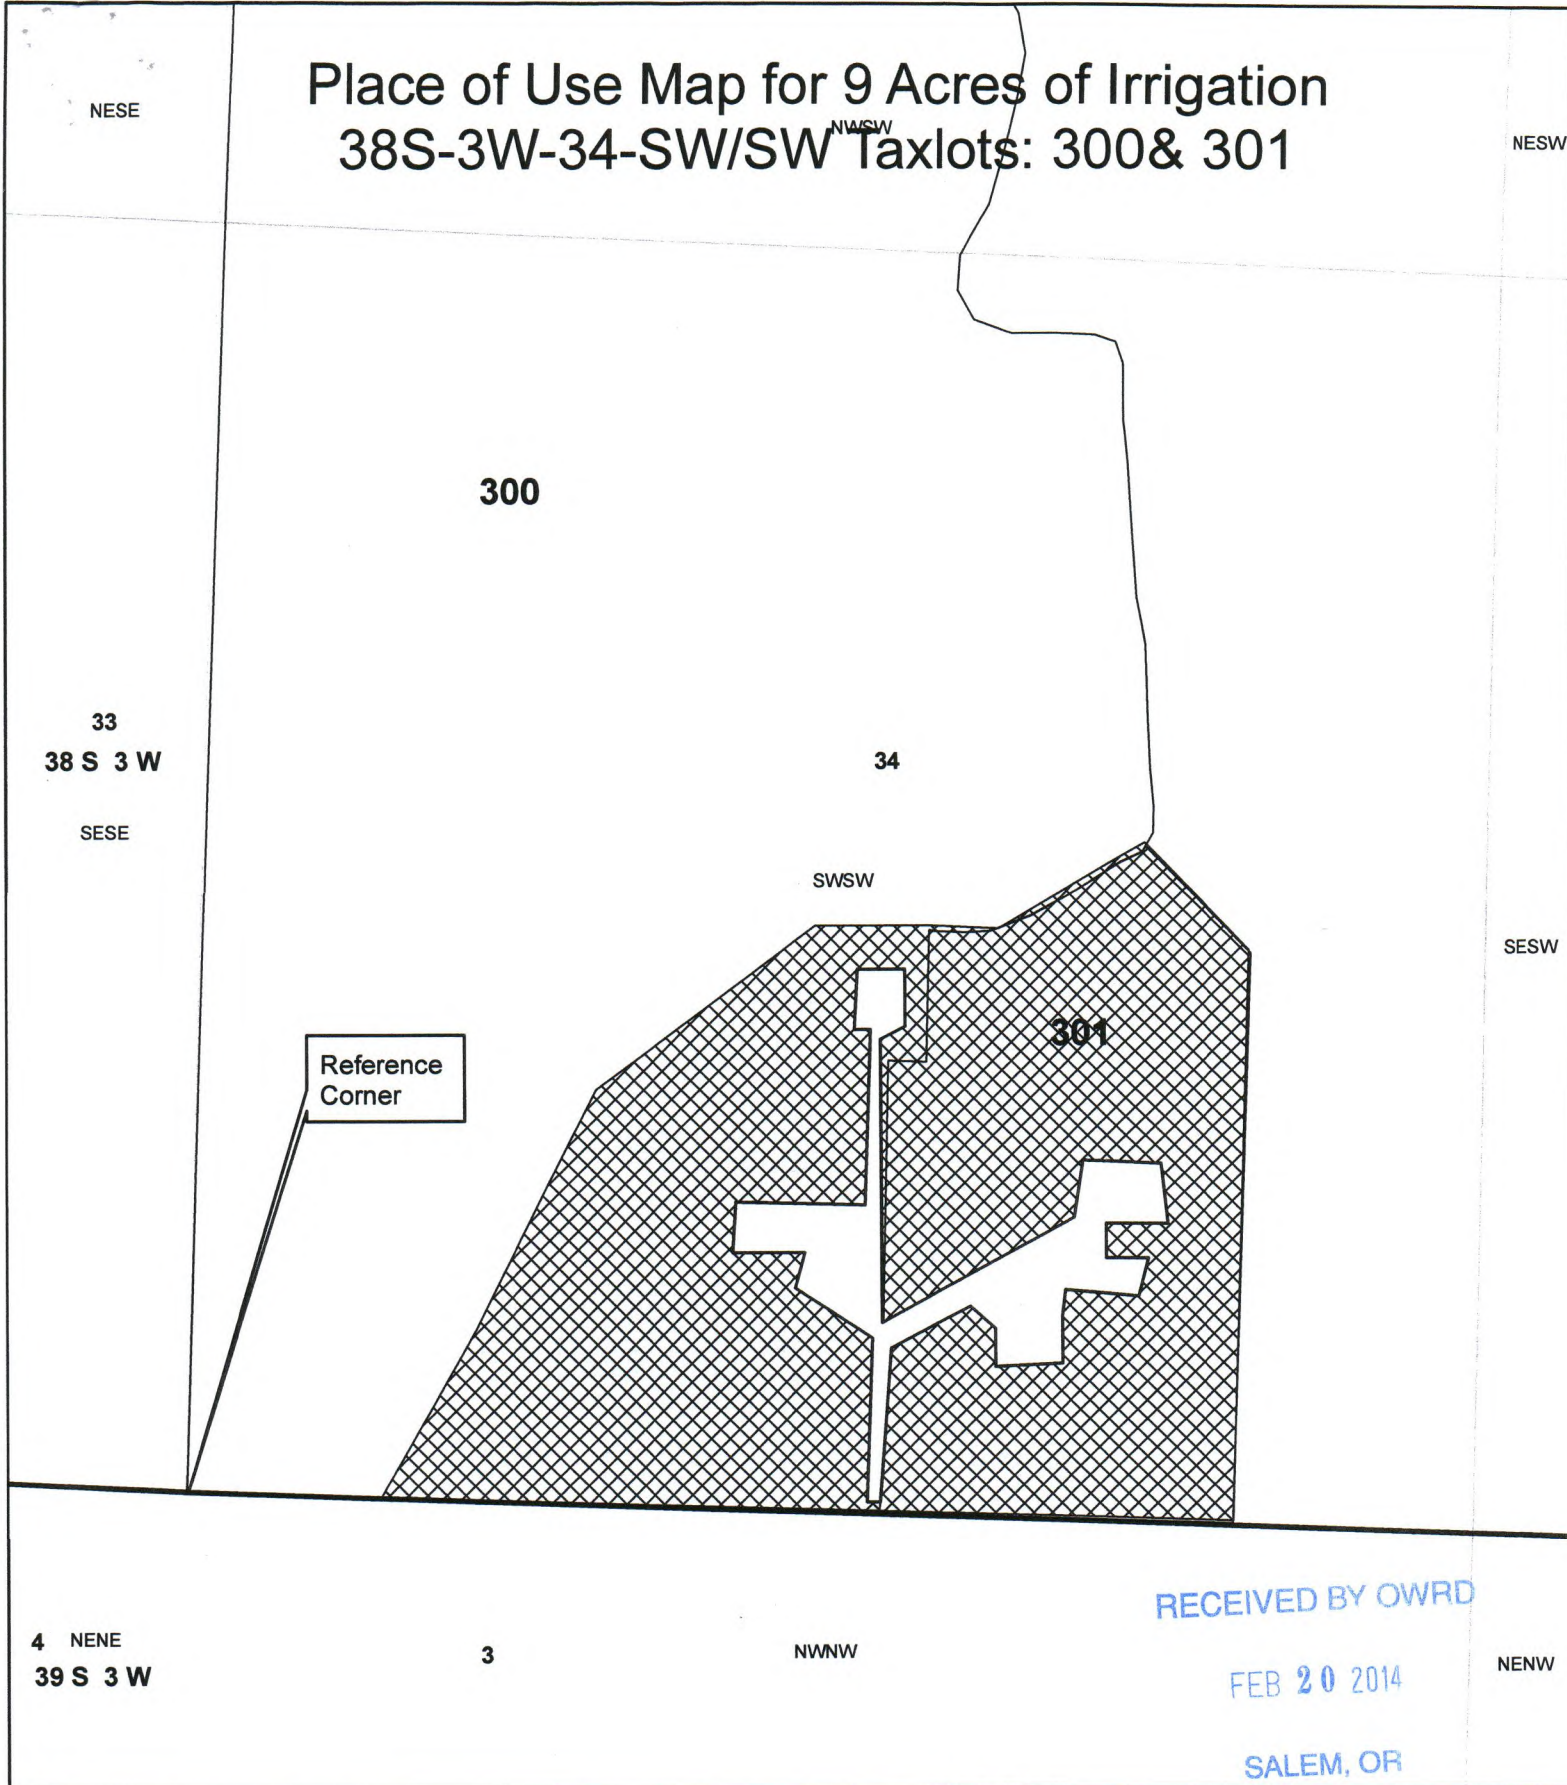 Place of Use Map for 9 Acres of Irrigation
38S-3W-34-SW/SW Taxlots: 300& 301
NESE
NWSW
NESW
300
33
38 S 3 W
34
SESE
SWSW
SESW
301
Reference
Corner
RECEIVED BY OWRD
4 NENE
39 S 3 W
3
NWNW
NENW
FEB 20 2014
SALEM, OR